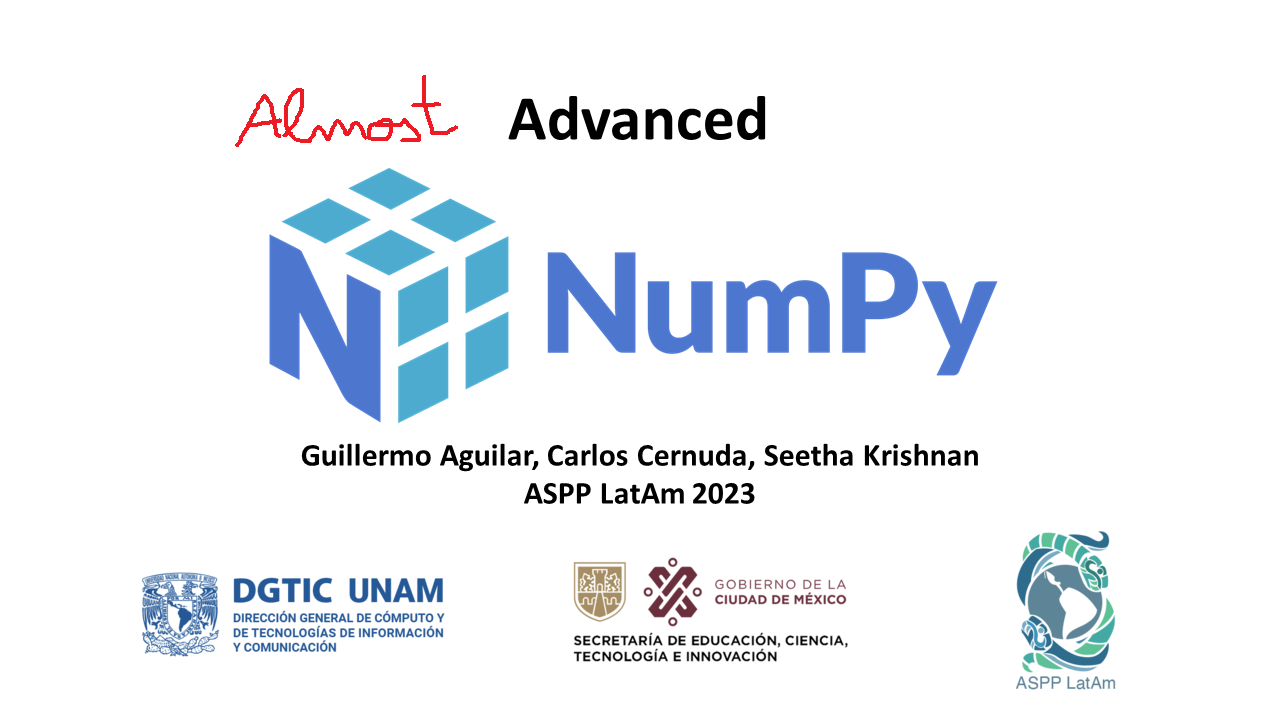 Almost Advanced
NumPy
Guillermo Aguilar, Carlos Cernuda, Seetha Krishnan
ASPP LatAm 2023
DGTIC UNAM
DIRECCIÓN GENERAL DE CÓMPUTO Y
DE TECNOLOGÍAS DE INFORMACIÓN
Y COMUNICACIÓN
GOBIERNO DE LA
CIUDAD DE MÉXICO
SECRETARÍA DE EDUCACIÓN, CIENCIA,
TECNOLOGÍA E INNOVACIÓN
ASPP LatAm